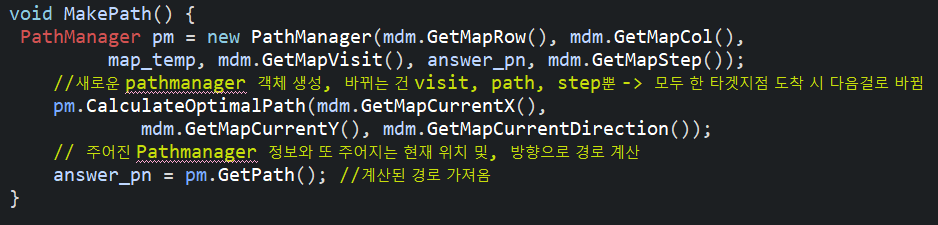 void MakePath() {
PathManager pm = new PathManager(mdm.GetMapRow(), mdm.GetMapCol(),
map_temp, mdm.GetMapVisit(), answer_pn, mdm.GetMapStep());
//새로운 pathmanager 객체 생성, 바뀌는 건 visit, path, step뿐 -> 모두 한 타겟지점 도착 시 다음걸로 바뀜
pm.CalculateOptimalPath(mdm.GetMapCurrentX(),
mdm.GetMapCurrentY(), mdm.GetMapCurrentDirection());
// 주어진 Pathmanager 정보와 또 주어지는 현재 위치 및, 방향으로 경로 계산
answer_pn = pm.GetPath(); //계산된 경로 가져옴
}